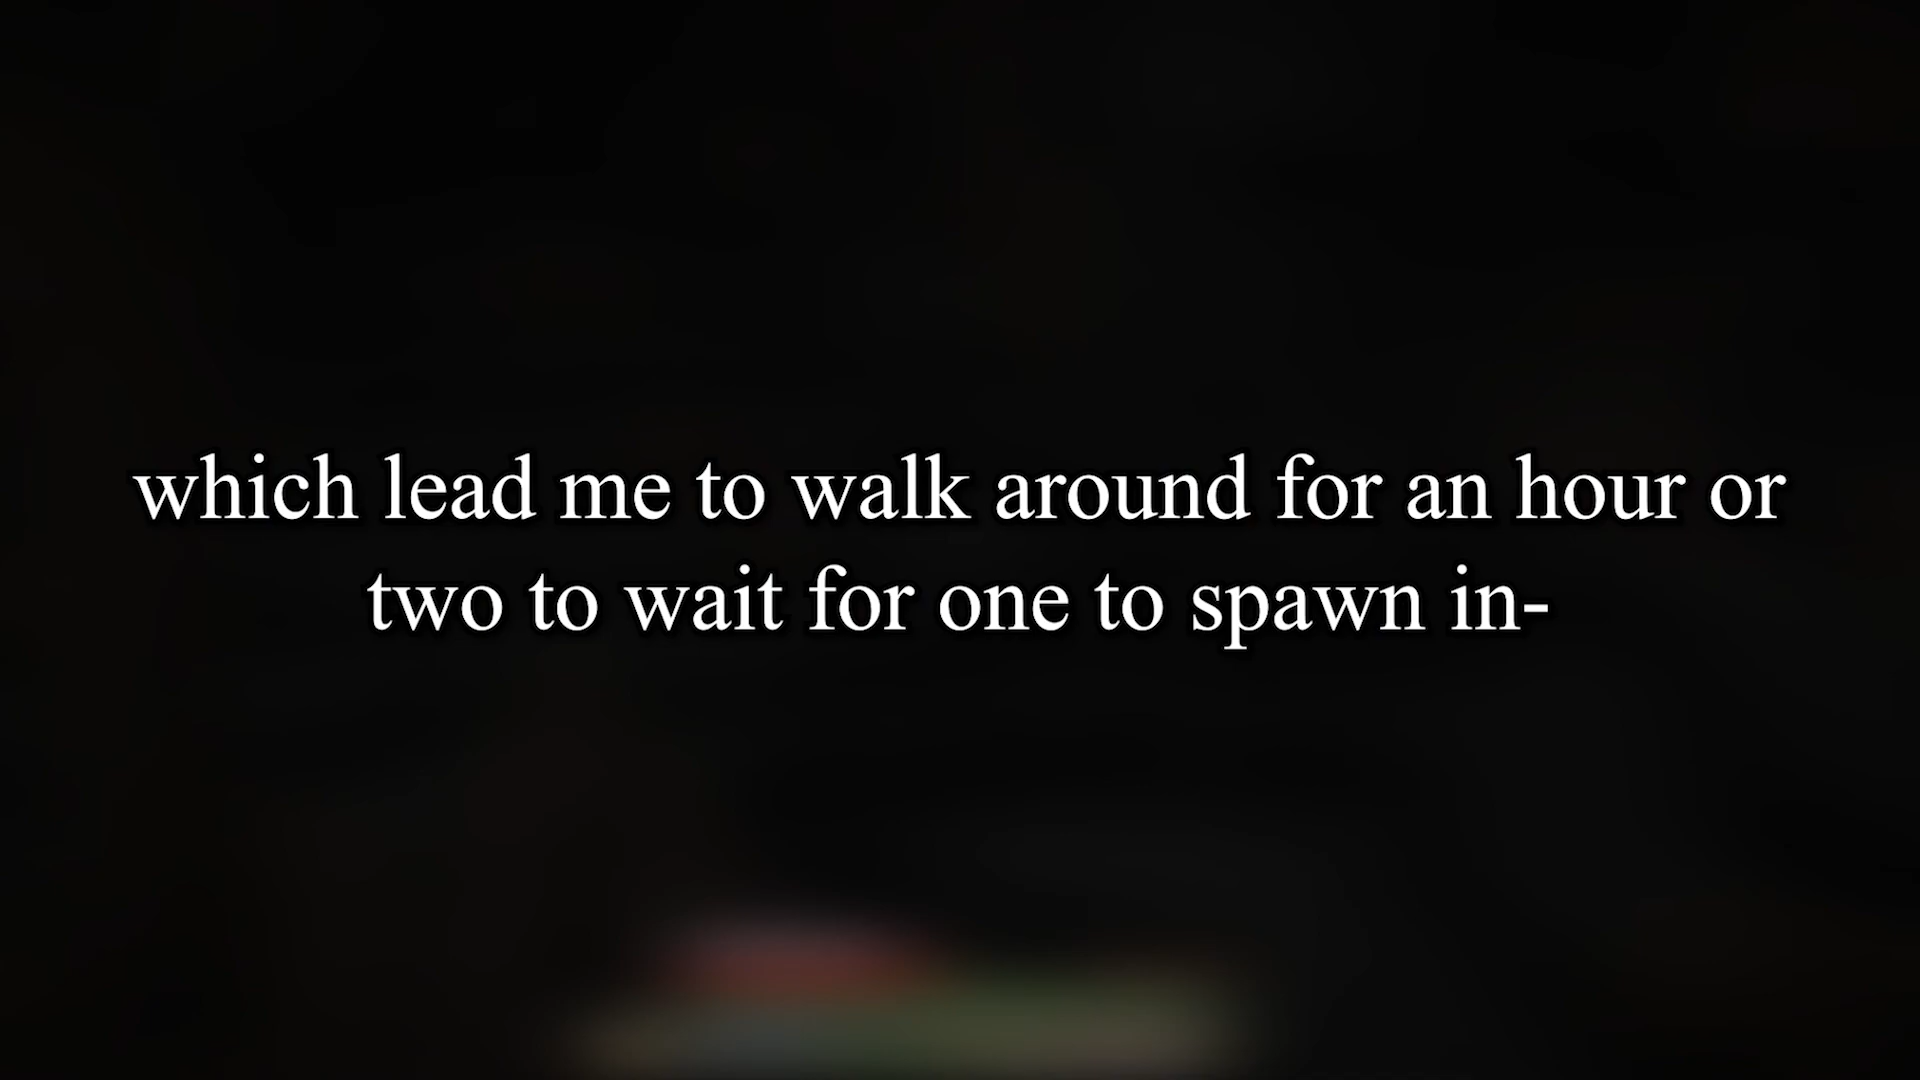 which lead me to walk around for an hour or
two to wait for one to spawn in-